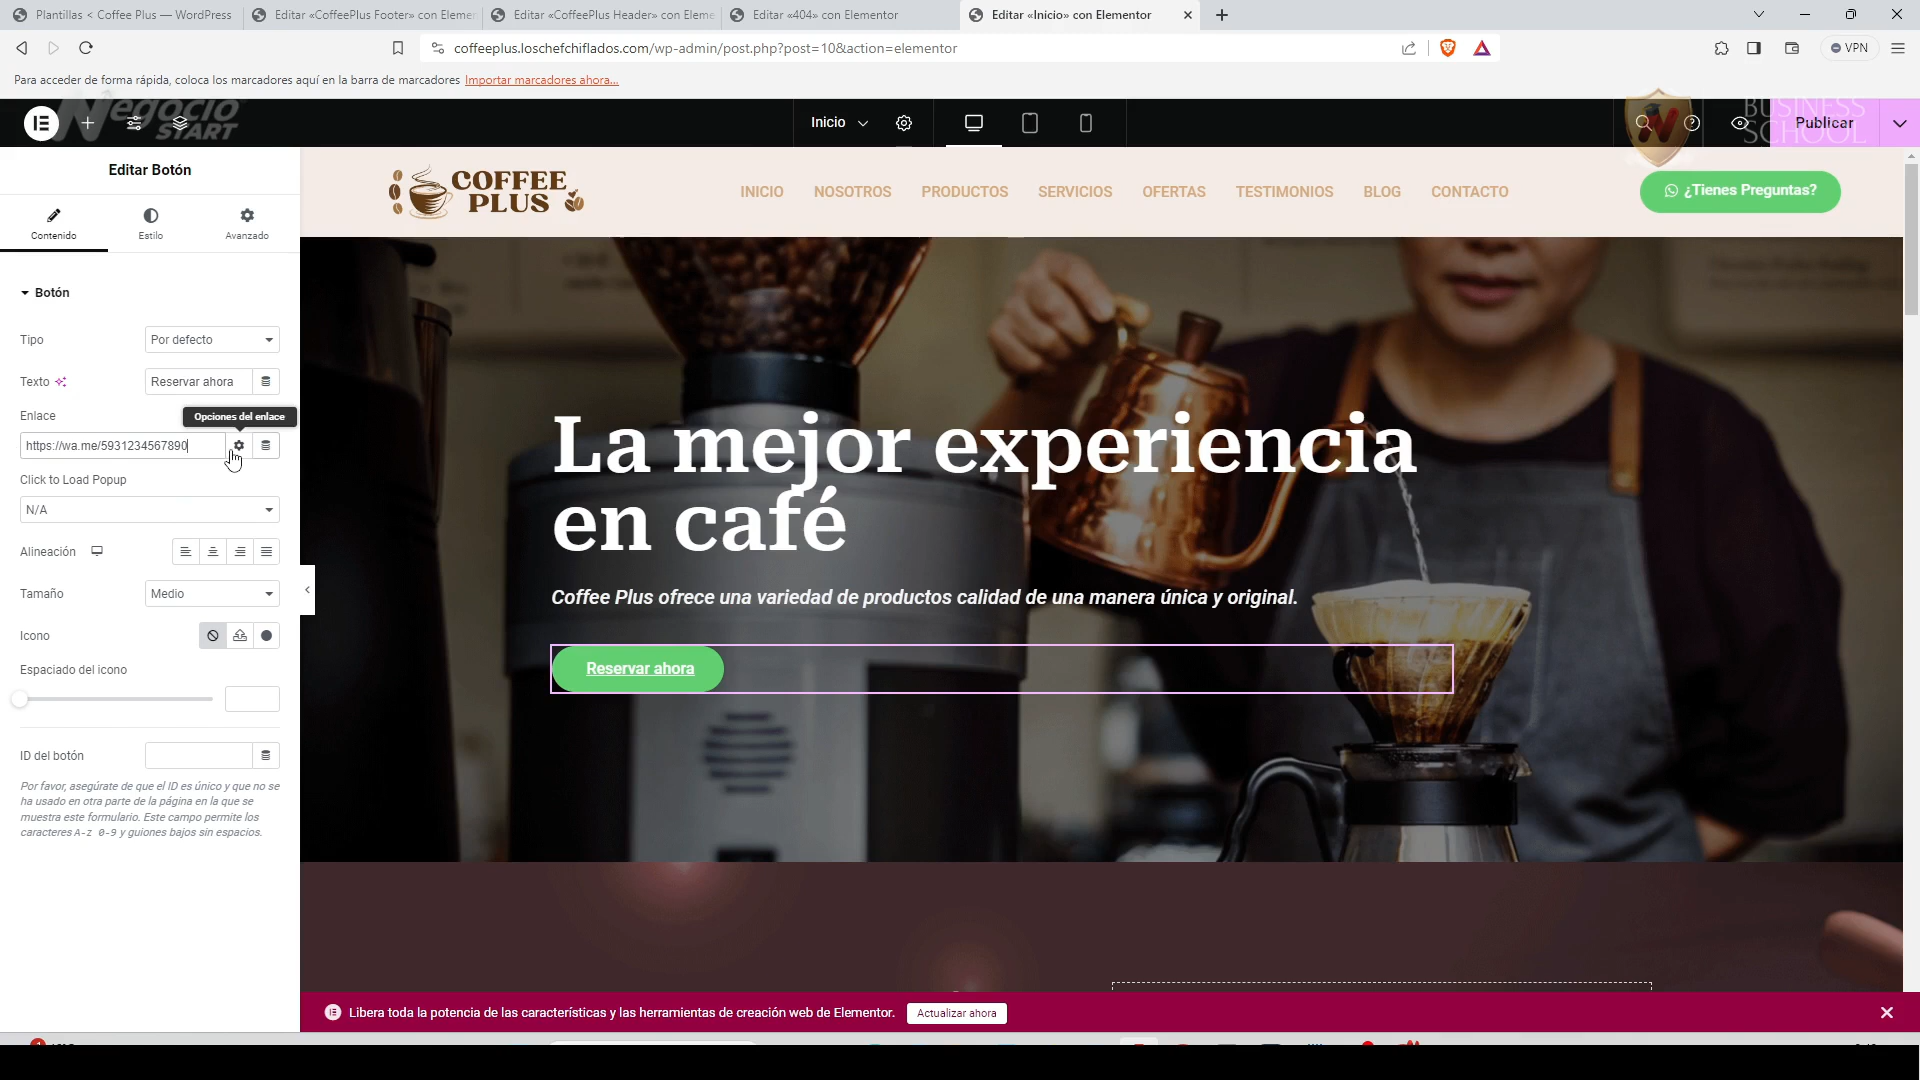 Plantillas < Coffee Plus — WordPress
Editar «CoffeePlus Footer» con Eleme
Editar «CoffeePlus Header» con Eleme
Editar «404» con Elementor
Editar «Inicio» con Elementor
coffeeplus.loschefchiflados.com/wp-admin/post.php?post=10&action=elementor
VPN
Para acceder de forma rápida, coloca los marcadores aquí en la barra de marcadores Importar marcadores ahora...
Negocio
START
Inicio
BUSINESS
SCHOOL
Publicar
Editar Botón
Contenido
Estilo
Avanzado
Botón
Tipo
Por defecto
Texto
Reservar ahora
Enlace
Opciones del enlace
https://wa.me/5931234567890
Click to Load Popup
N/A
Alineación
Tamaño
Medio
Icono
Espaciado del icono
ID del botón
Por favor, asegúrate de que el ID es único y que no se
ha usado en otra parte de la página en la que se
muestra este formulario. Este campo permite los
caracteres A-z 0-9 y guiones bajos sin espacios.
COFFEE
PLUS
INICIO
NOSOTROS
PRODUCTOS
SERVICIOS
OFERTAS
TESTIMONIOS
BLOG
CONTACTO
¿Tienes Preguntas?
La mejor experiencia
en café
Coffee Plus ofrece una variedad de productos calidad de una manera única y original.
Reservar ahora
Libera toda la potencia de las características y las herramientas de creación web de Elementor.
Actualizar ahora